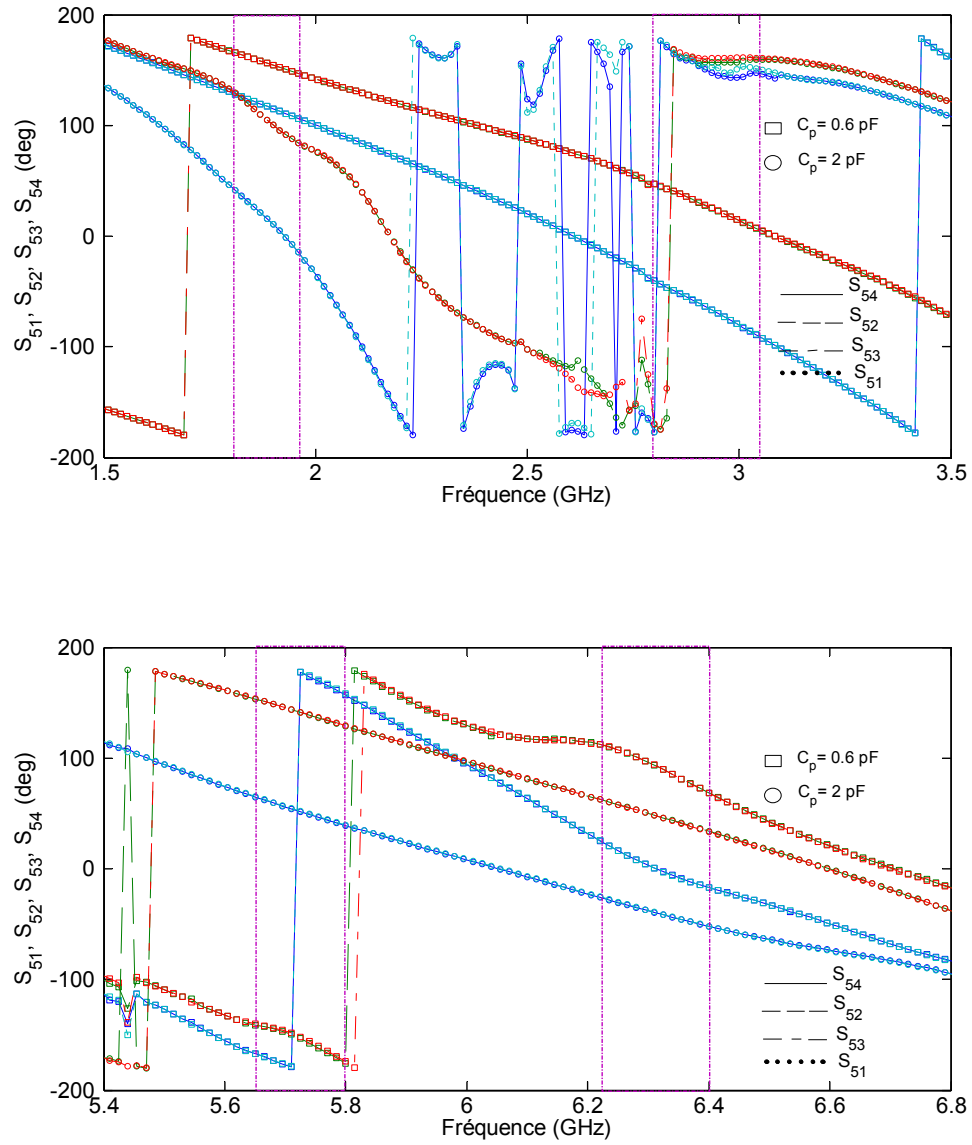 200
100
0
-100
-200
S51, S52, S53, S54 (deg)
Cp= 0.6 pF
Cp= 2 pF
S54
S52
S53
S51
1.5 2 2.5 3 3.5
Fréquence (GHz)
200
100
0
-100
-200
S51, S52, S53, S54 (deg)
Cp= 0.6 pF
Cp= 2 pF
S54
S52
S53
S51
5.4 5.6 5.8 6 6.2 6.4 6.6 6.8
Fréquence (GHz)